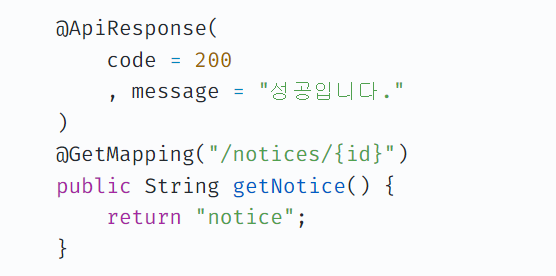 @ApiResponse(
    code = 200
    , message = "성공입니다."
)
@GetMapping("/notices/{id}")
public String getNotice() {
    return "notice";
}